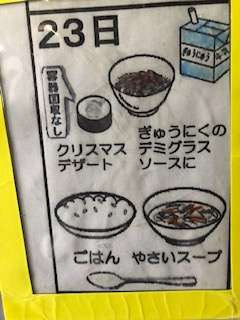 23日
ぎゅうにゅう
容器回収なし
クリスマス
デザート
ぎゅうにくの
デミグラス
ソースに
ごはん
やさいスープ